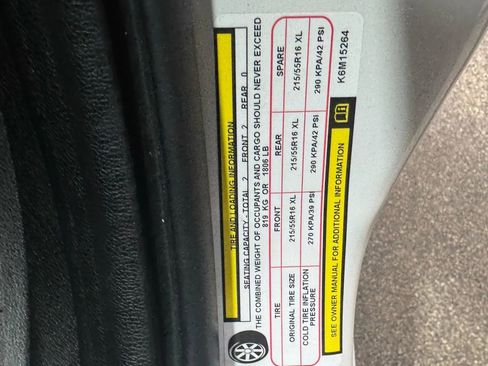 TIRE AND LOADING INFORMATION
SEATING CAPACITY - TOTAL 2 FRONT 2 REAR 0
THE COMBINED WEIGHT OF OCCUPANTS AND CARGO SHOULD NEVER EXCEED
819 KG OR 1806 LB
TIRE FRONT REAR SPARE
ORIGINAL TIRE SIZE 215/55R16 XL 215/55R16 XL 215/55R16 XL
COLD TIRE INFLATION PRESSURE 270 KPA/39 PSI 290 KPA/42 PSI 290 KPA/42 PSI
SEE OWNER MANUAL FOR ADDITIONAL INFORMATION
K6M15264